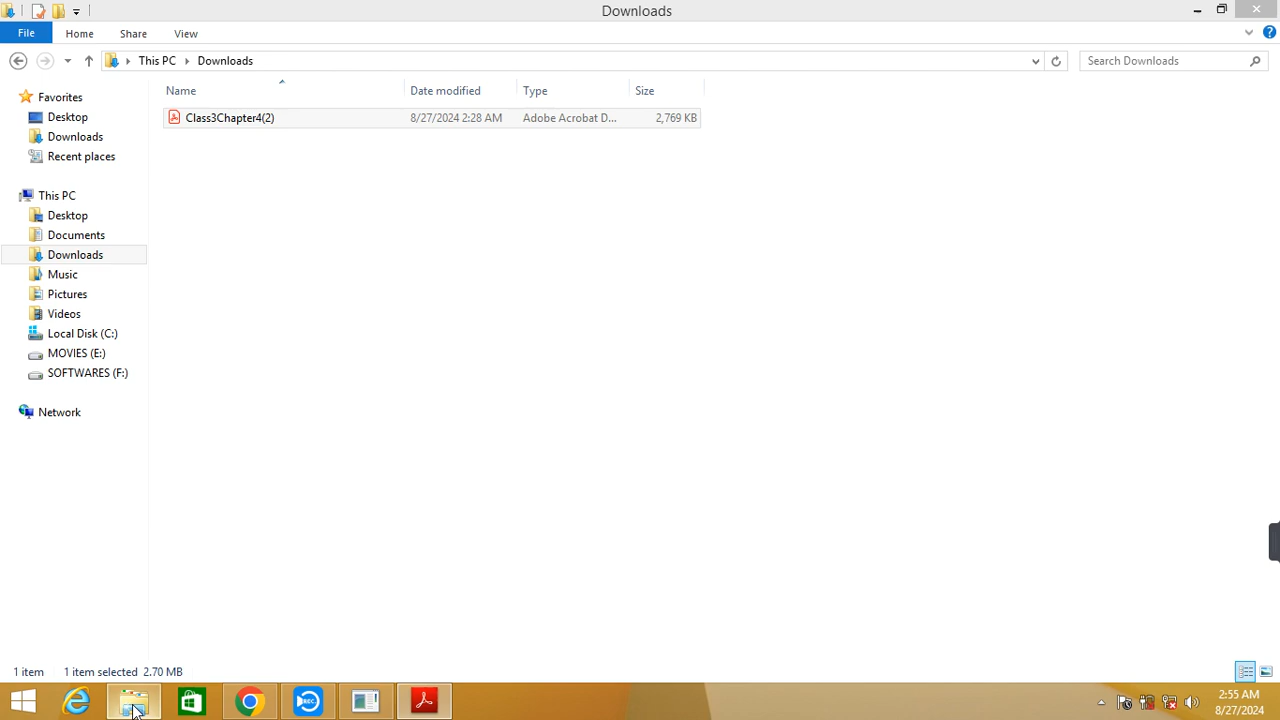 Downloads
File Home Share View
This PC Downloads Search Downloads
Name Date modified Type Size
Class3Chapter4(2) 8/27/2024 2:28 AM Adobe Acrobat D... 2,769 KB
Favorites
Desktop
Downloads
Recent places
This PC
Desktop
Documents
Downloads
Music
Pictures
Videos
Local Disk (C:)
MOVIES (E:)
SOFTWARES (F:)
Network
1 item 1 item selected 2.70 MB
REC
2:55 AM
8/27/2024